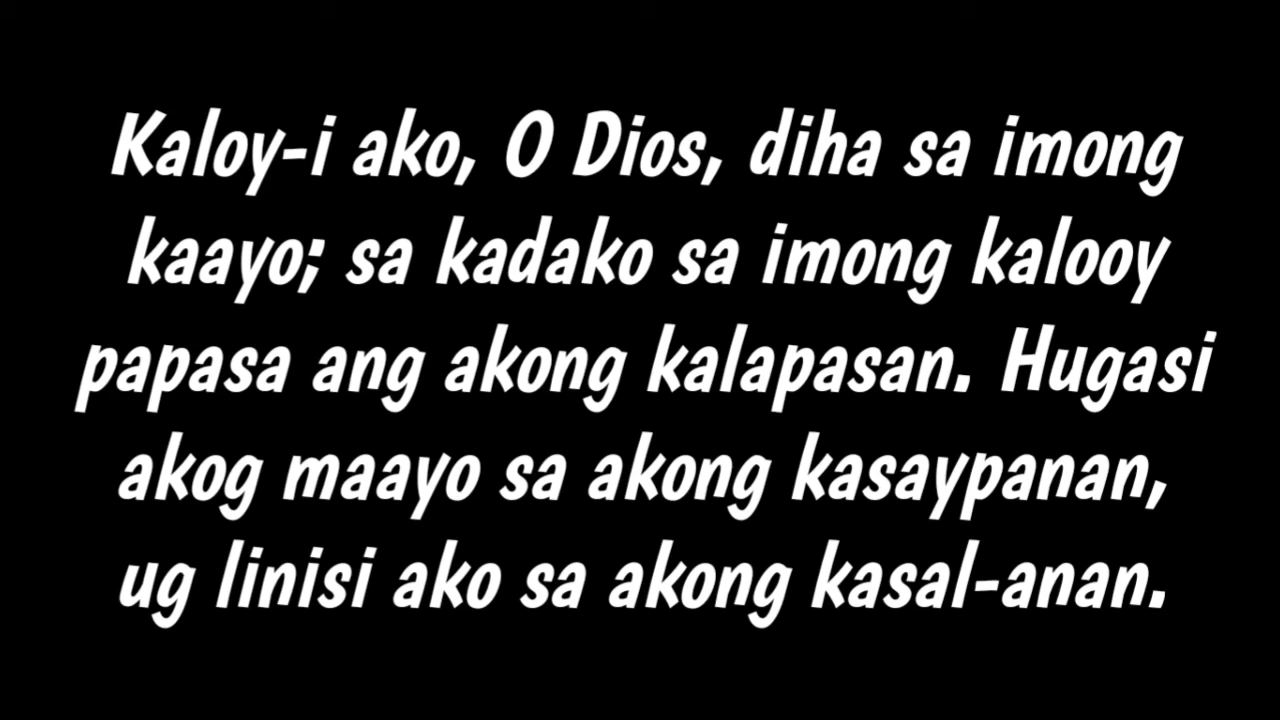 Kaloy-i ako, O Dios, diha sa imong
kaayo; sa kadako sa imong kalooy
papasa ang akong kalapasan. Hugasi
akog maayo sa akong kasaypanan,
ug linisi ako sa akong kasal-anan.